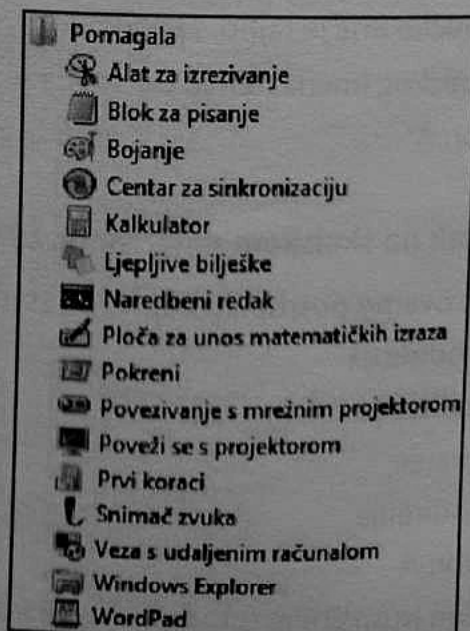 Pomagala
Alat za izrezivanje
Blok za pisanje
Bojanje
Centar za sinkronizaciju
Kalkulator
Ljepljive bilješke
Naredbeni redak
Ploča za unos matematičkih izraza
Pokreni
Povezivanje s mrežnim projektorom
Poveži se s projektorom
Prvi koraci
Snimač zvuka
Veza s udaljenim računalom
Windows Explorer
WordPad